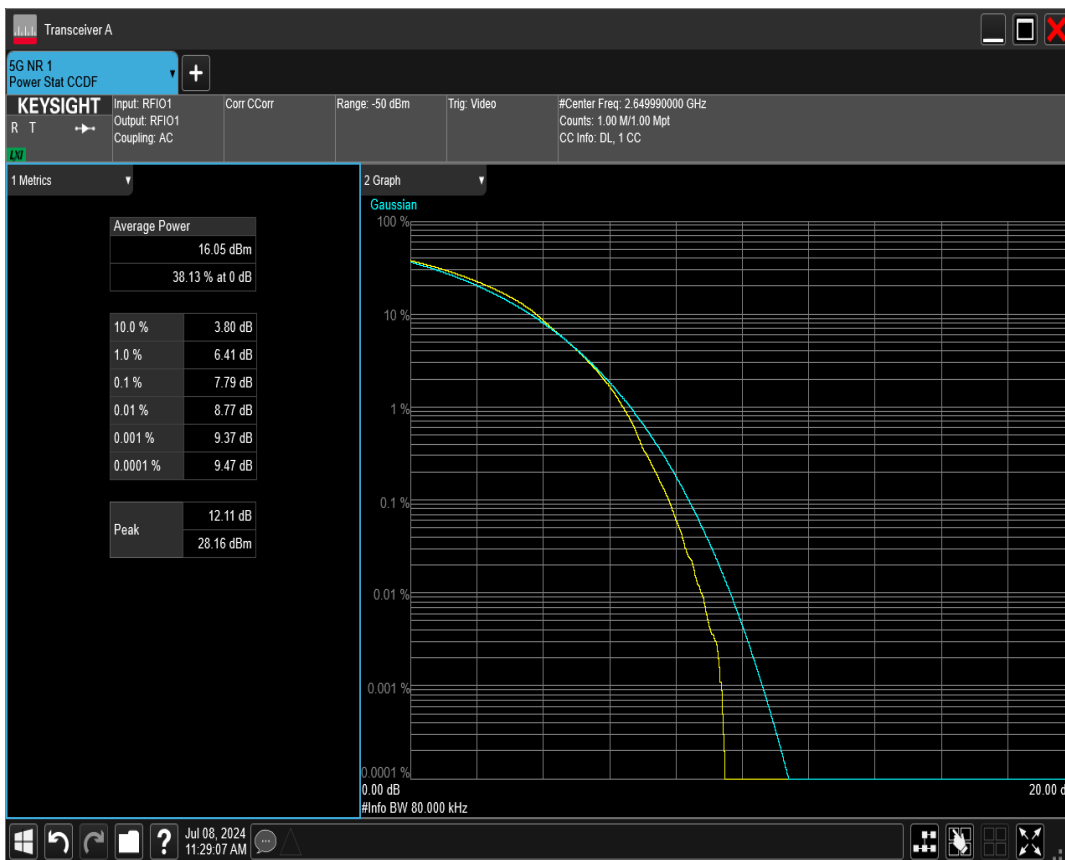 Transceiver A
5G NR 1
Power Stat CCDF
KEYSIGHT
R T
LXI
Input: RFIO1
Output: RFIO1
Coupling: AC
Corr CCorr
Range: -50 dBm
Trig: Video
#Center Freq: 2.649990000 GHz
Counts: 1.00 M/1.00 Mpt
CC Info: DL, 1 CC
1 Metrics
Average Power
16.05 dBm
38.13 % at 0 dB
10.0 % 3.80 dB
1.0 % 6.41 dB
0.1 % 7.79 dB
0.01 % 8.77 dB
0.001 % 9.37 dB
0.0001 % 9.47 dB
Peak 12.11 dB
28.16 dBm
2 Graph
Gaussian
100 %
10 %
1 %
0.1 %
0.01 %
0.001 %
0.0001 %
0.00 dB 20.00 d
#Info BW 80.000 kHz
Jul 08, 2024
11:29:07 AM